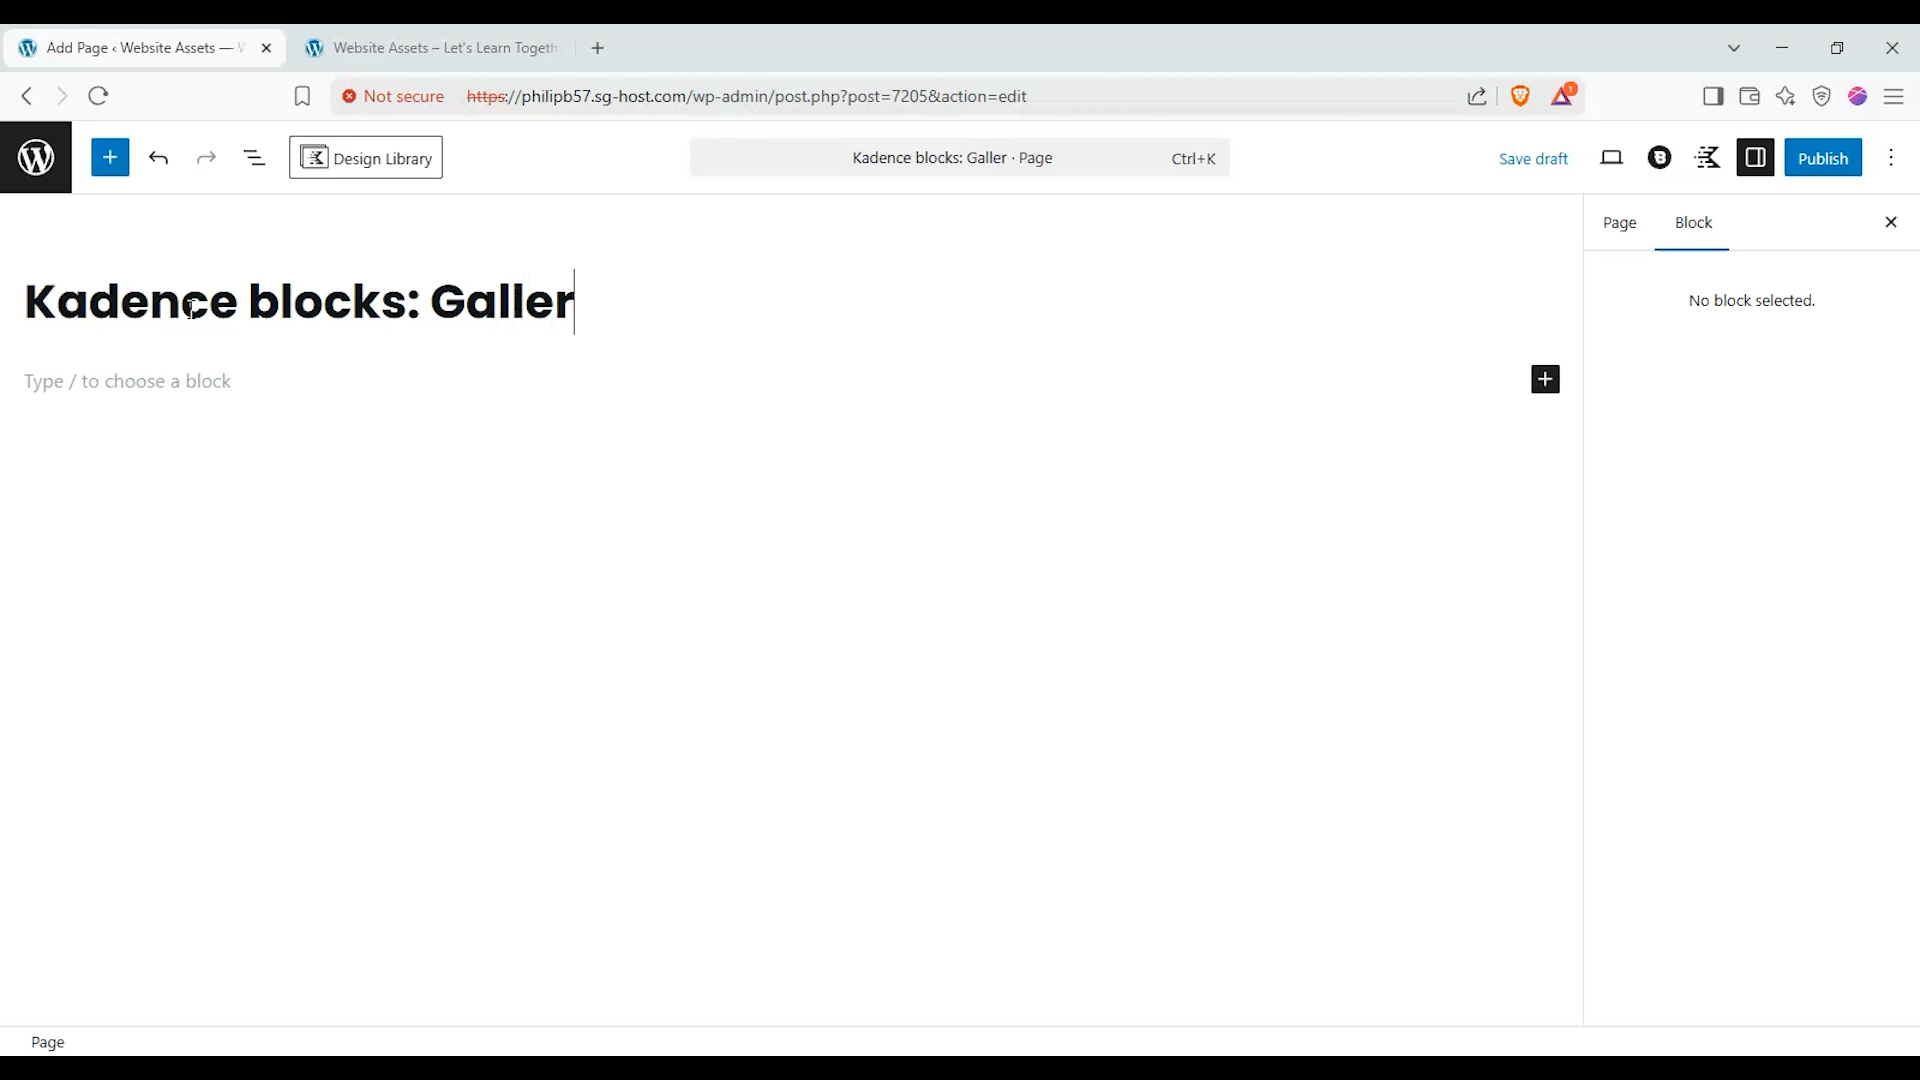 Add Page ‹ Website Assets —
Website Assets – Let's Learn Togeth
Not secure
https://philipb57.sg-host.com/wp-admin/post.php?post=7205&action=edit
1
Design Library
Kadence blocks: Galler · Page
Ctrl+K
Save draft
Publish
Page
Block
No block selected.
Kadence blocks: Galler
Type / to choose a block
Page